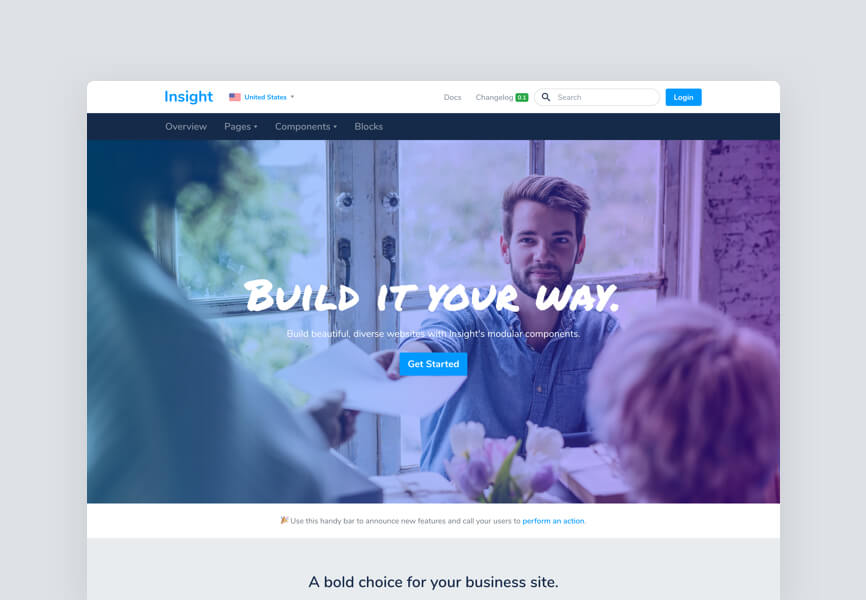 Insight
United States
Docs
Changelog 0.1
Search
Login
Overview
Pages
Components
Blocks
Build it your way.
Build beautiful, diverse websites with Insight's modular components.
Get Started
Use this handy bar to announce new features and call your users to perform an action.
A bold choice for your business site.